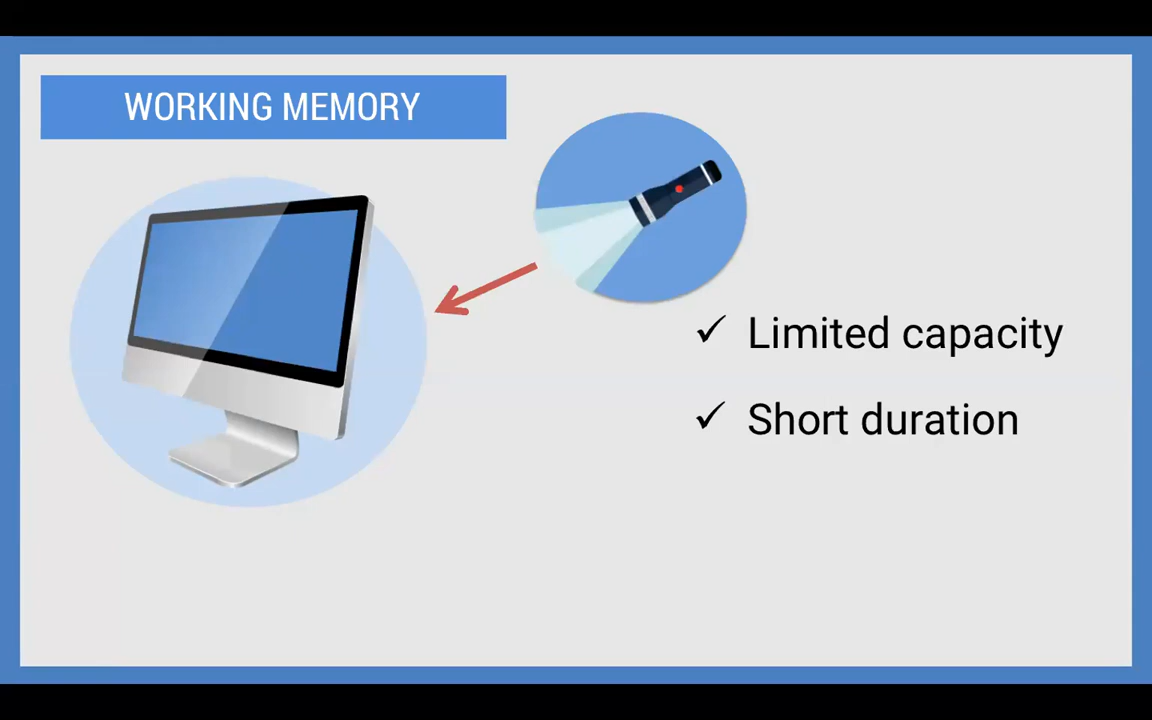 WORKING MEMORY
✓ Limited capacity
✓ Short duration